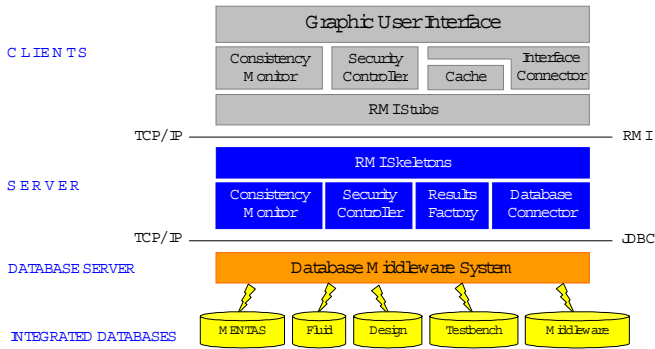 Graphic User Interface
CLIENTS
Consistency Monitor
Security Controller
Cache
Interface Connector
RMI Stubs
TCP/IP
RMI
RMI Skeletons
SERVER
Consistency Monitor
Security Controller
Results Factory
Database Connector
TCP/IP
JDBC
DATABASE SERVER
Database Middleware System
INTEGRATED DATABASES
MENTAS
Fluid
Design
Testbench
Middleware